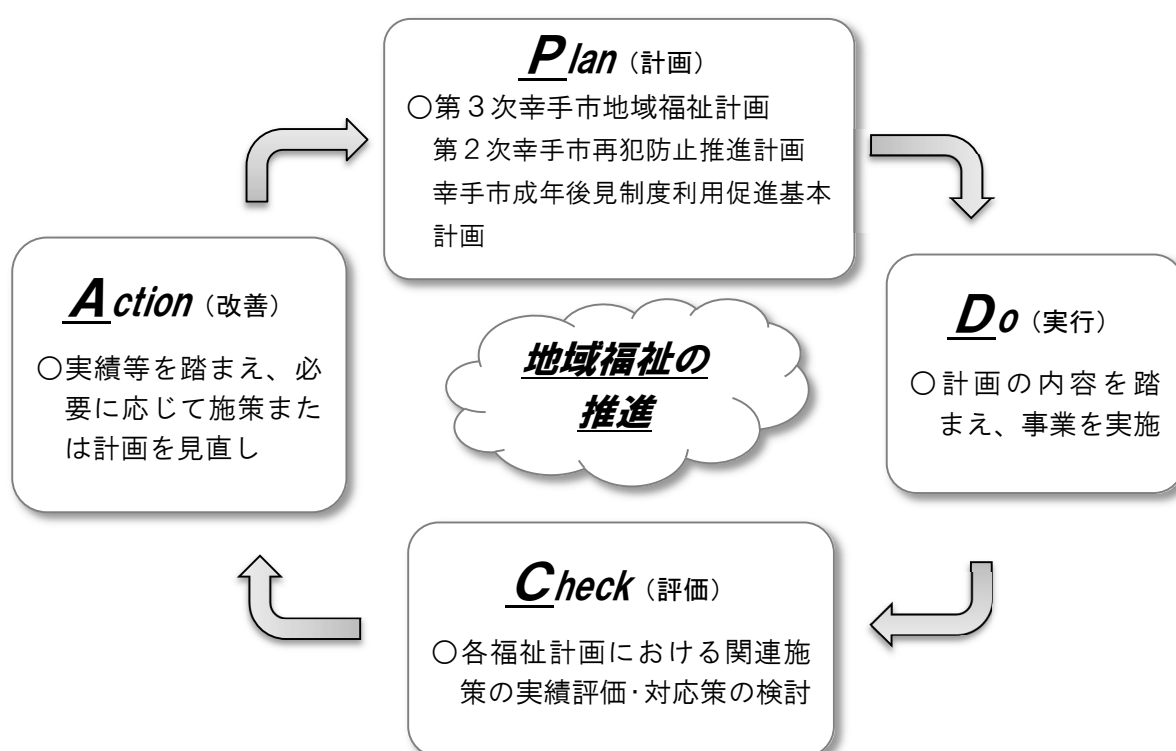 Plan（計画）
〇第３次幸手市地域福祉計画
第２次幸手市再犯防止推進計画
幸手市成年後見制度利用促進基本
計画
Action（改善）
〇実績等を踏まえ、必
要に応じて施策また
は計画を見直し
地域福祉の
推進
Do（実行）
〇計画の内容を踏
まえ、事業を実施
Check（評価）
〇各福祉計画における関連施
策の実績評価・対応策の検討